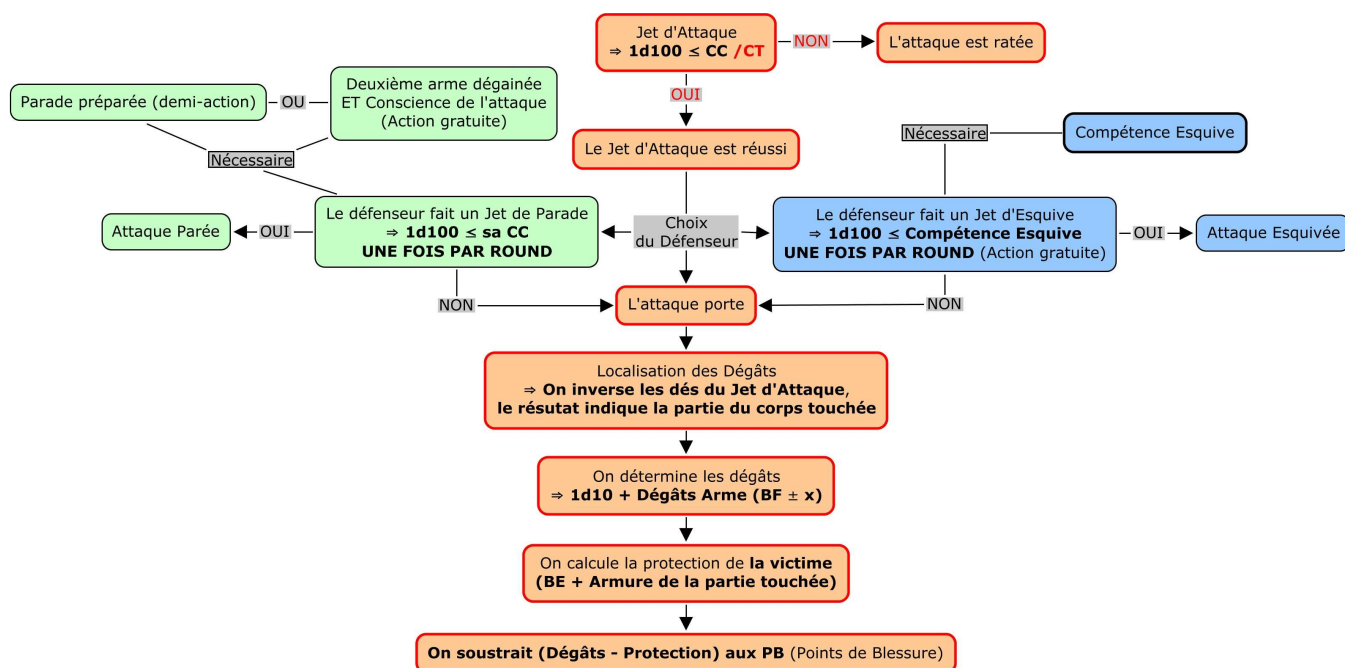 Jet d'Attaque
⇒ 1d100 ≤ CC /CT
NON
L'attaque est ratée
OUI
Parade préparée (demi-action)
OU
Deuxième arme dégainée
ET Conscience de l'attaque
(Action gratuite)
Nécessaire
Le Jet d'Attaque est réussi
Nécessaire
Compétence Esquive
Attaque Parée
OUI
Le défenseur fait un Jet de Parade
⇒ 1d100 ≤ sa CC
UNE FOIS PAR ROUND
Choix
du Défenseur
Le défenseur fait un Jet d'Esquive
⇒ 1d100 ≤ Compétence Esquive
UNE FOIS PAR ROUND (Action gratuite)
OUI
Attaque Esquivée
NON
L'attaque porte
NON
Localisation des Dégâts
⇒ On inverse les dés du Jet d'Attaque,
le résutat indique la partie du corps touchée
On détermine les dégâts
⇒ 1d10 + Dégâts Arme (BF ± x)
On calcule la protection de la victime
(BE + Armure de la partie touchée)
On soustrait (Dégâts - Protection) aux PB (Points de Blessure)